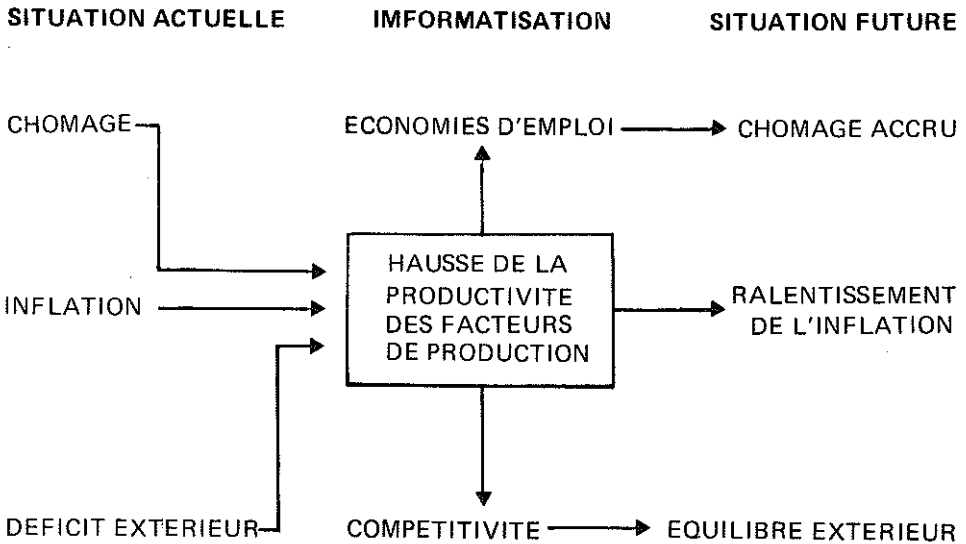 SITUATION ACTUELLE
IMFORMATISATION
SITUATION FUTURE
CHOMAGE
ECONOMIES D'EMPLOI
CHOMAGE ACCRU
HAUSSE DE LA
PRODUCTIVITE
DES FACTEURS
DE PRODUCTION
INFLATION
RALENTISSEMENT
DE L'INFLATION
DEFICIT EXTERIEUR
COMPETITIVITE
EQUILIBRE EXTERIEUR